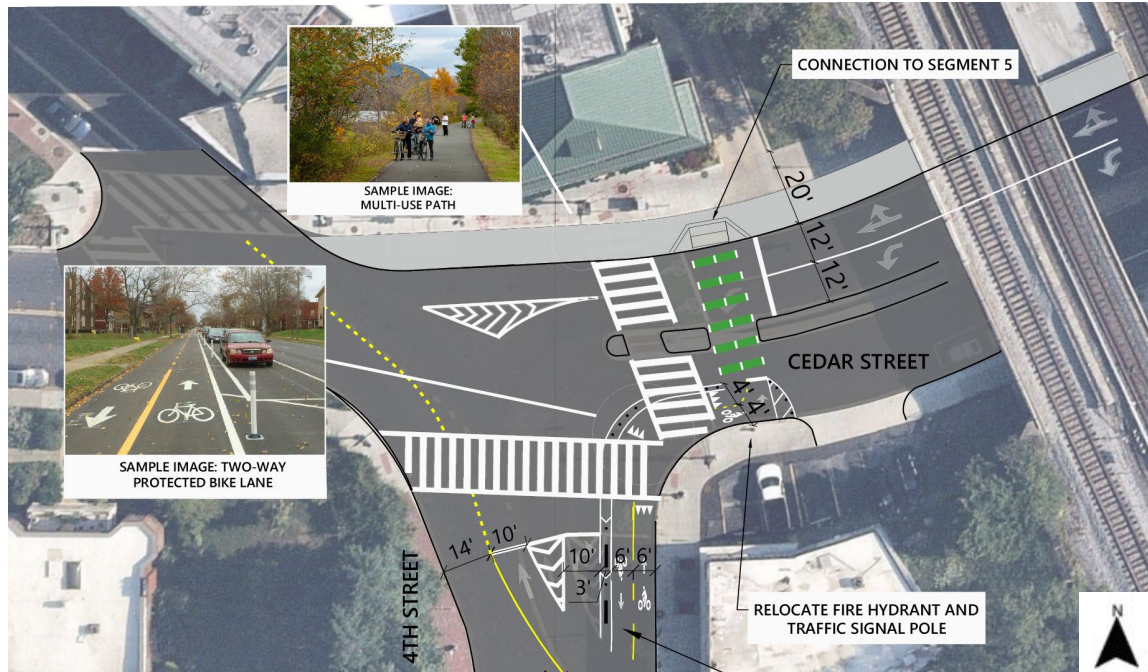 CONNECTION TO SEGMENT 5
SAMPLE IMAGE:
MULTI-USE PATH
20'
12'
12'
CEDAR STREET
4'
4'
SAMPLE IMAGE: TWO-WAY
PROTECTED BIKE LANE
14'
10'
10'
6'
6'
3'
4TH STREET
RELOCATE FIRE HYDRANT AND
TRAFFIC SIGNAL POLE
N